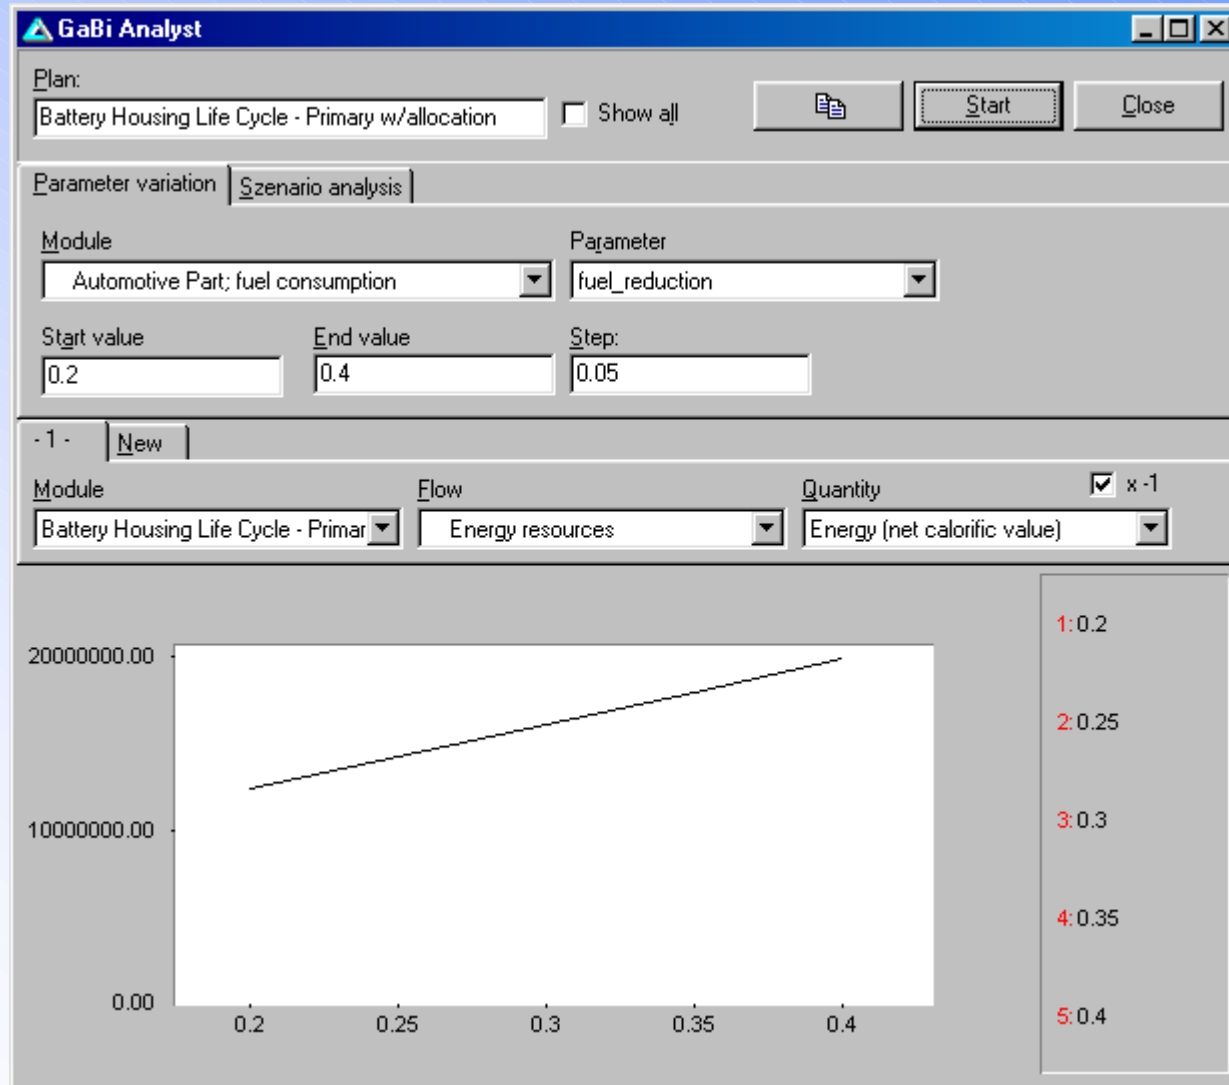 GaBi Analyst
Plan:
Battery Housing Life Cycle - Primary w/allocation
Show all
Start
Close
Parameter variation
Szenario analysis
Module
Parameter
Automotive Part; fuel consumption
fuel_reduction
Start value
End value
Step:
0.2
0.4
0.05
- 1 -
New
Module
Flow
Quantity
x -1
Battery Housing Life Cycle - Primar
Energy resources
Energy (net calorific value)
20000000.00
10000000.00
0.00
0.2
0.25
0.3
0.35
0.4
1: 0.2
2: 0.25
3: 0.3
4: 0.35
5: 0.4